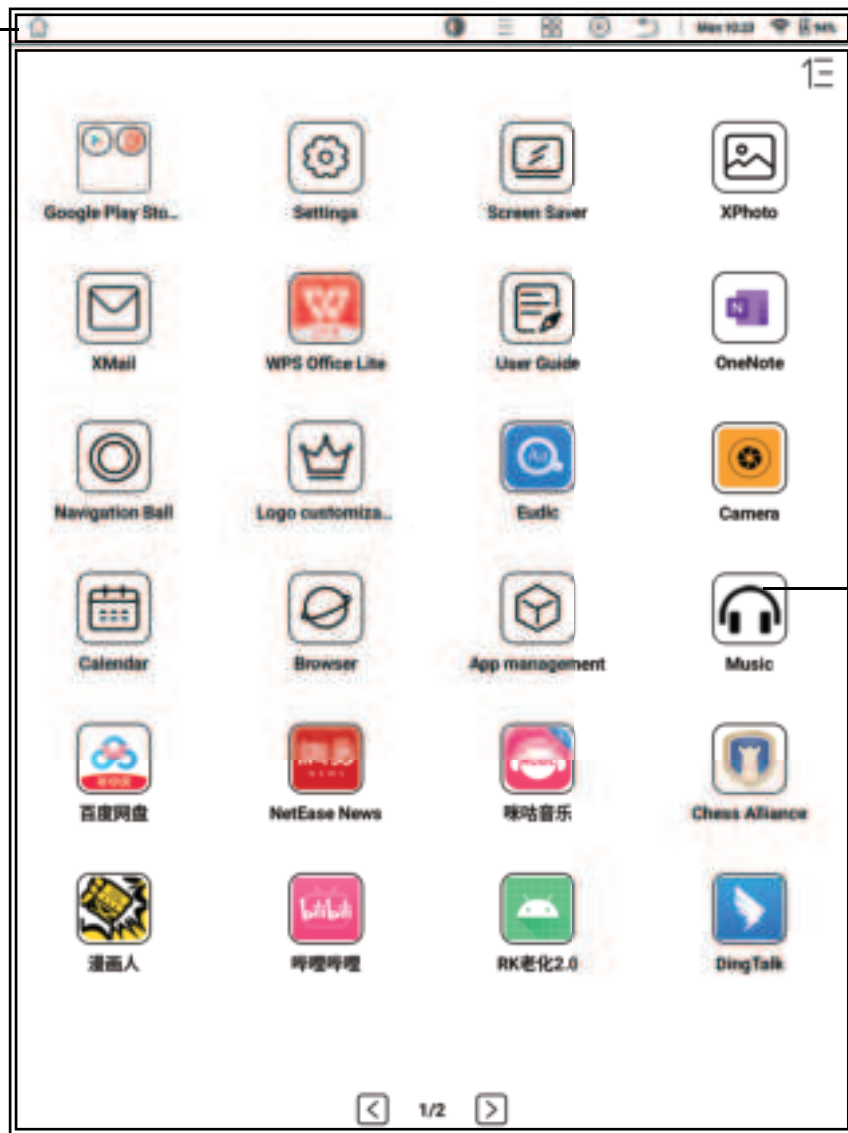 Mon 10:23 94%
Google Play Sto...
Settings
Screen Saver
XPhoto
XMail
WPS Office Lite
User Guide
N
OneNote
Navigation Ball
Logo customiza...
Eudic
Camera
Calendar
Browser
App management
Music
百度网盘
NEWS
NetEase News
MUSIC
咪咕音乐
Chess Alliance
漫画人
bilibili
哔哩哔哩
RK老化2.0
DingTalk
1/2